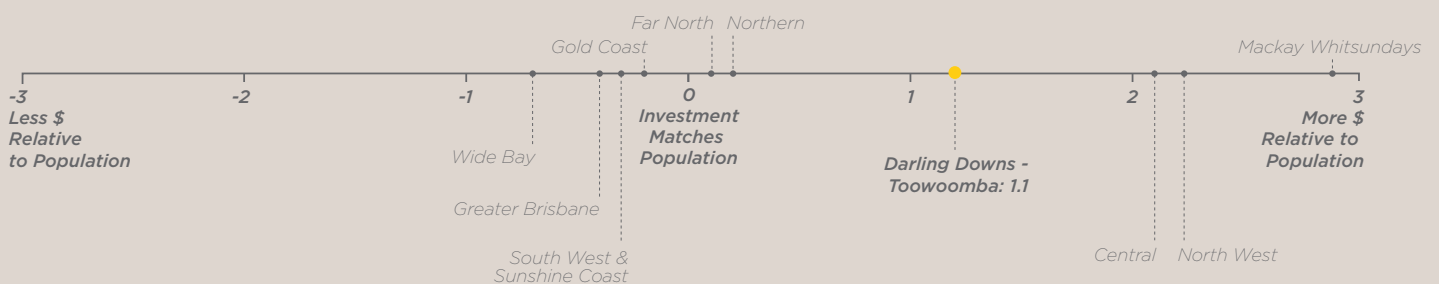 Far North
Northern
Gold Coast
Mackay Whitsundays
-3
-2
-1
0
1
2
3
Less $
Relative
to Population
Investment
Matches
Population
More $
Relative to
Population
Wide Bay
Darling Downs -
Toowoomba: 1.1
Greater Brisbane
South West &
Sunshine Coast
Central
North West